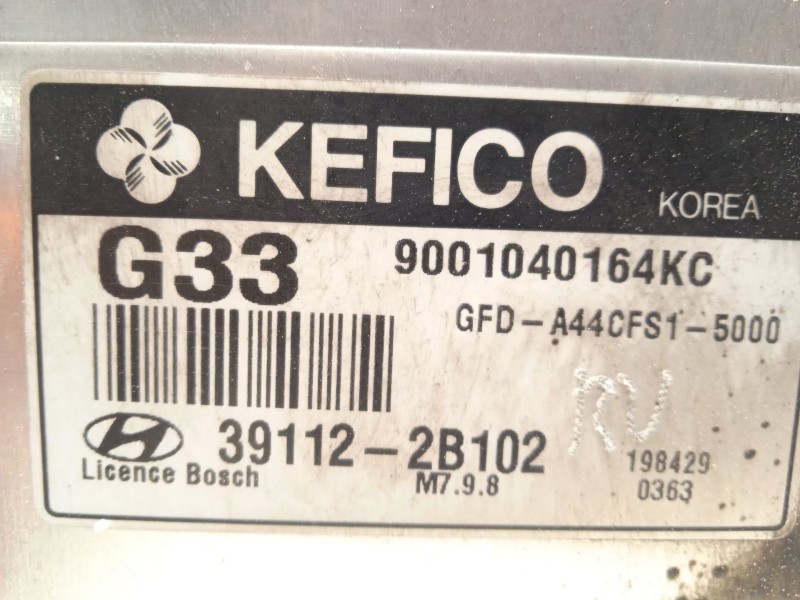 KEFICO
KOREA
G33
9001040164KC
GFD-A44CFS1-5000
39112-2B102
Licence Bosch
M7.9.8
198429
0363